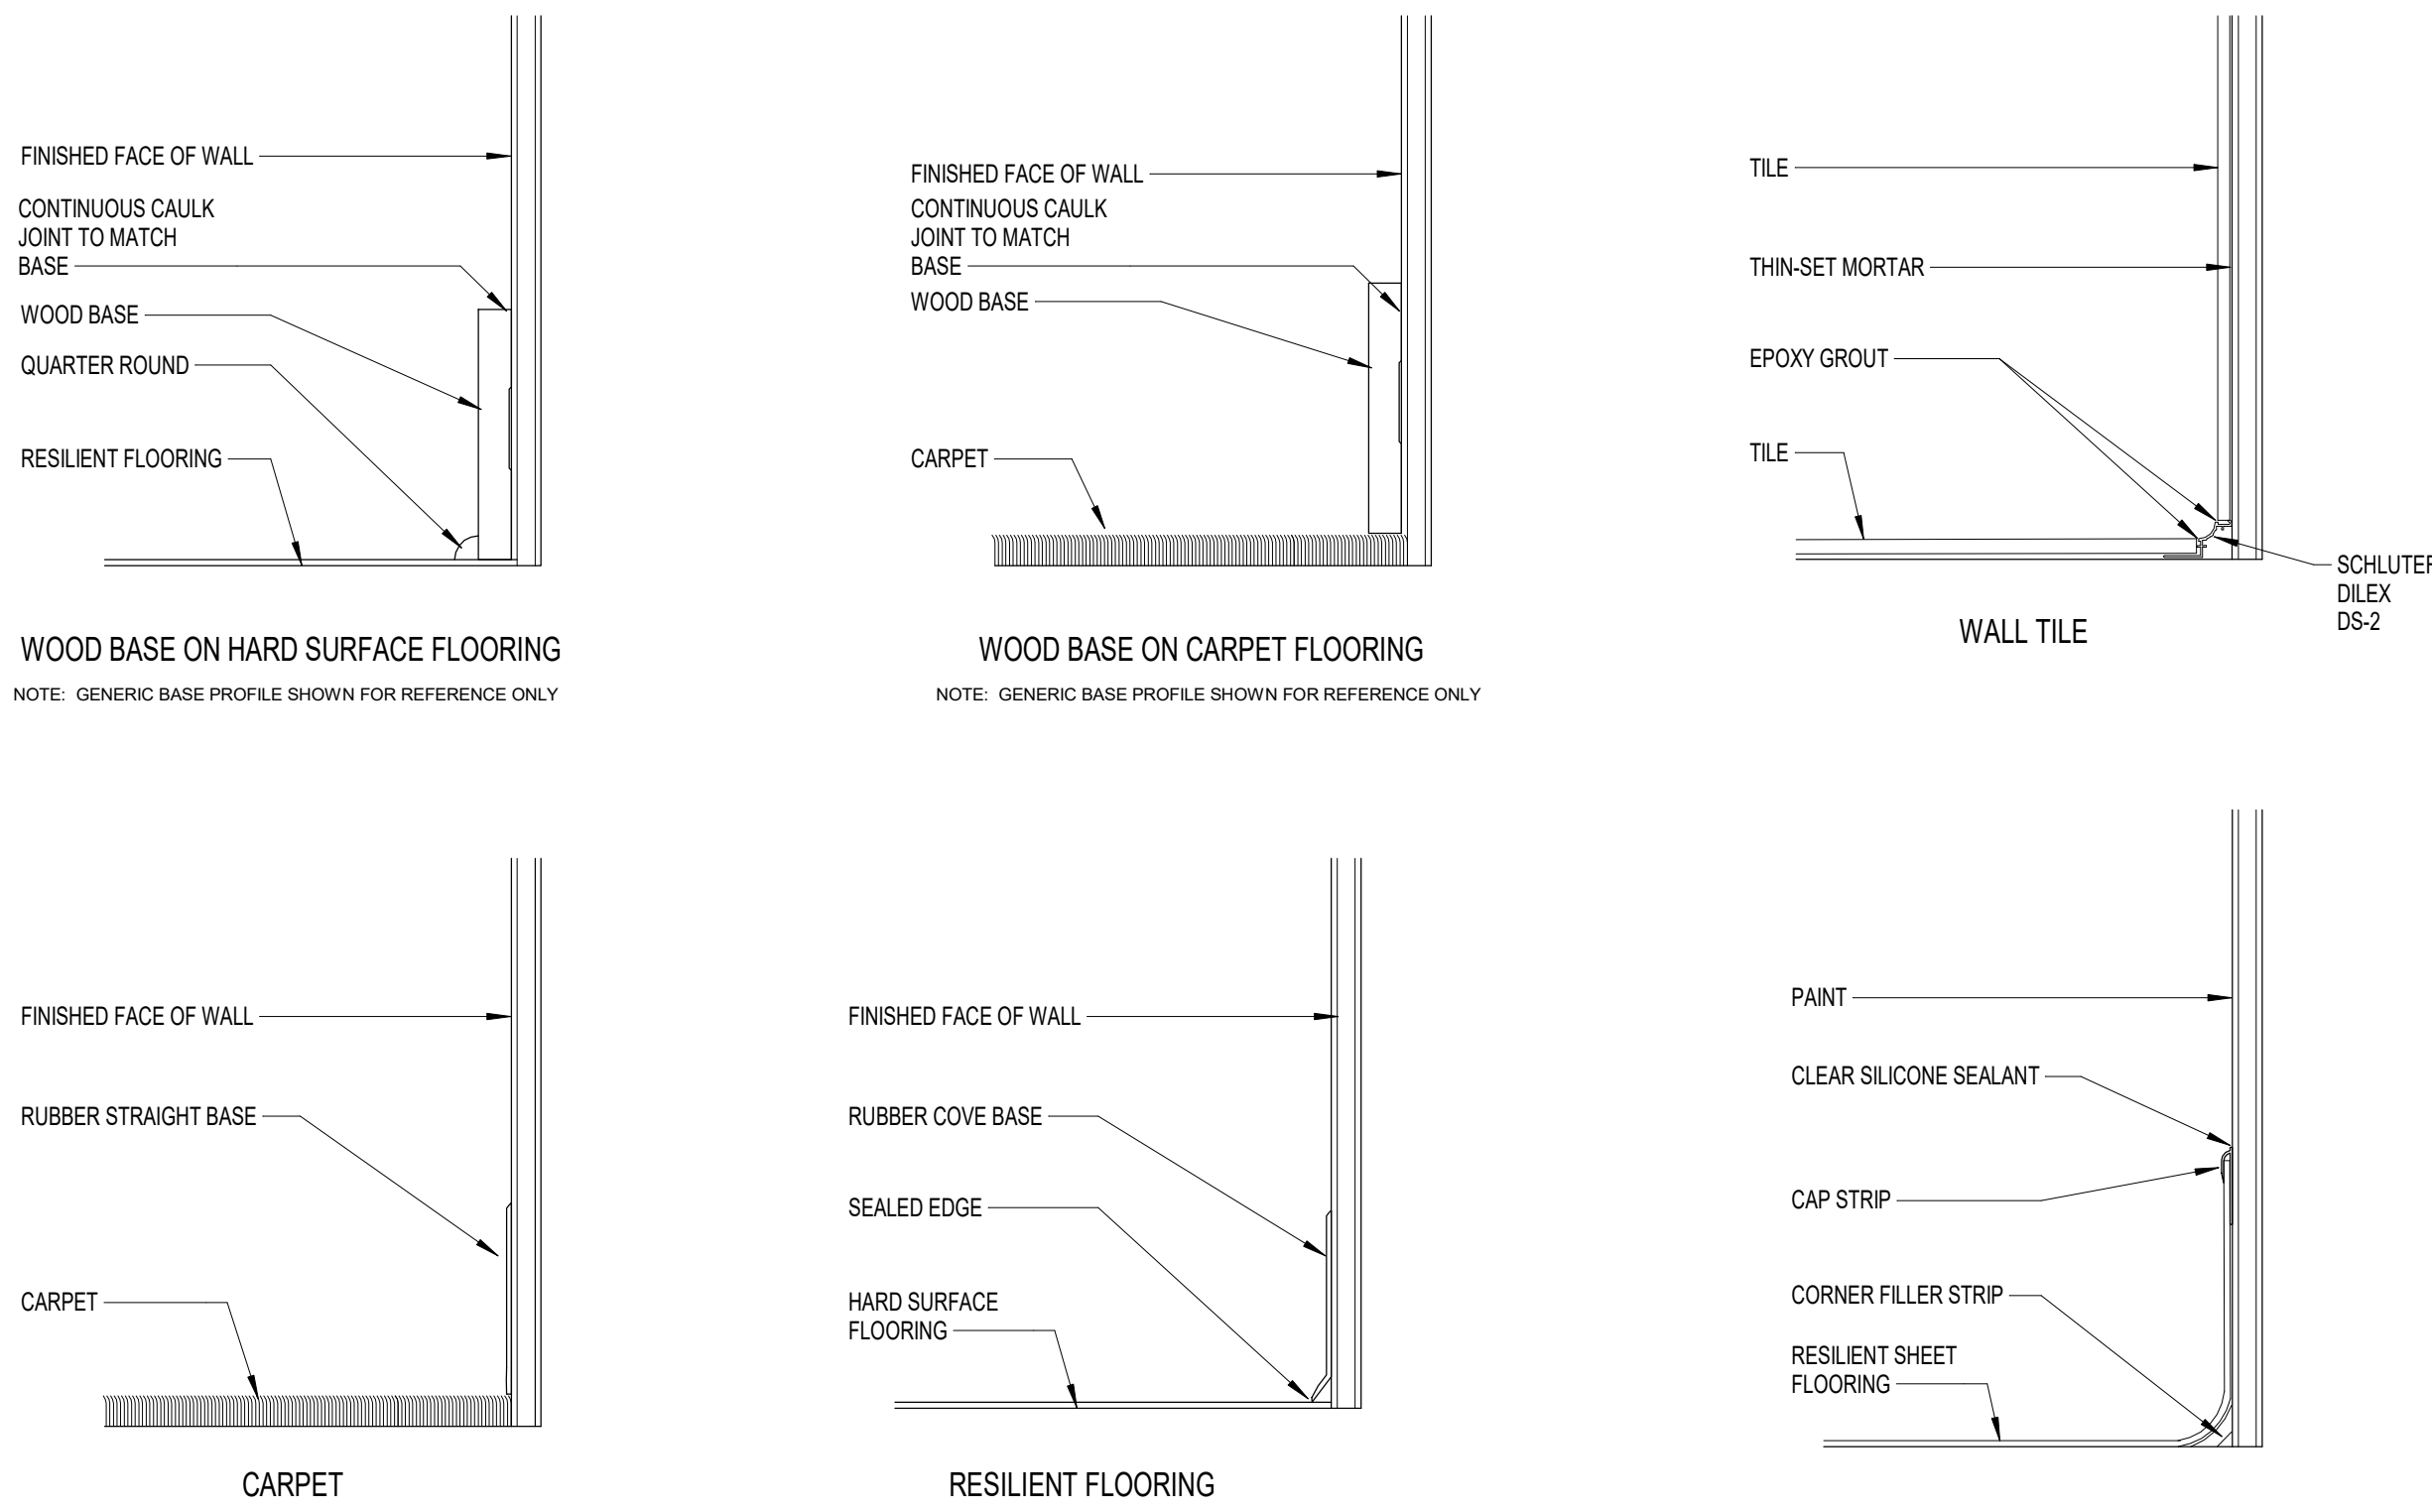 FINISHED FACE OF WALL
CONTINUOUS CAULK
JOINT TO MATCH
BASE
WOOD BASE
QUARTER ROUND
RESILIENT FLOORING
WOOD BASE ON HARD SURFACE FLOORING
NOTE: GENERIC BASE PROFILE SHOWN FOR REFERENCE ONLY
FINISHED FACE OF WALL
CONTINUOUS CAULK
JOINT TO MATCH
BASE
WOOD BASE
CARPET
WOOD BASE ON CARPET FLOORING
NOTE: GENERIC BASE PROFILE SHOWN FOR REFERENCE ONLY
TILE
THIN-SET MORTAR
EPOXY GROUT
TILE
SCHLUTER
DILEX
DS-2
WALL TILE
FINISHED FACE OF WALL
RUBBER STRAIGHT BASE
CARPET
CARPET
FINISHED FACE OF WALL
RUBBER COVE BASE
SEALED EDGE
HARD SURFACE
FLOORING
RESILIENT FLOORING
PAINT
CLEAR SILICONE SEALANT
CAP STRIP
CORNER FILLER STRIP
RESILIENT SHEET
FLOORING